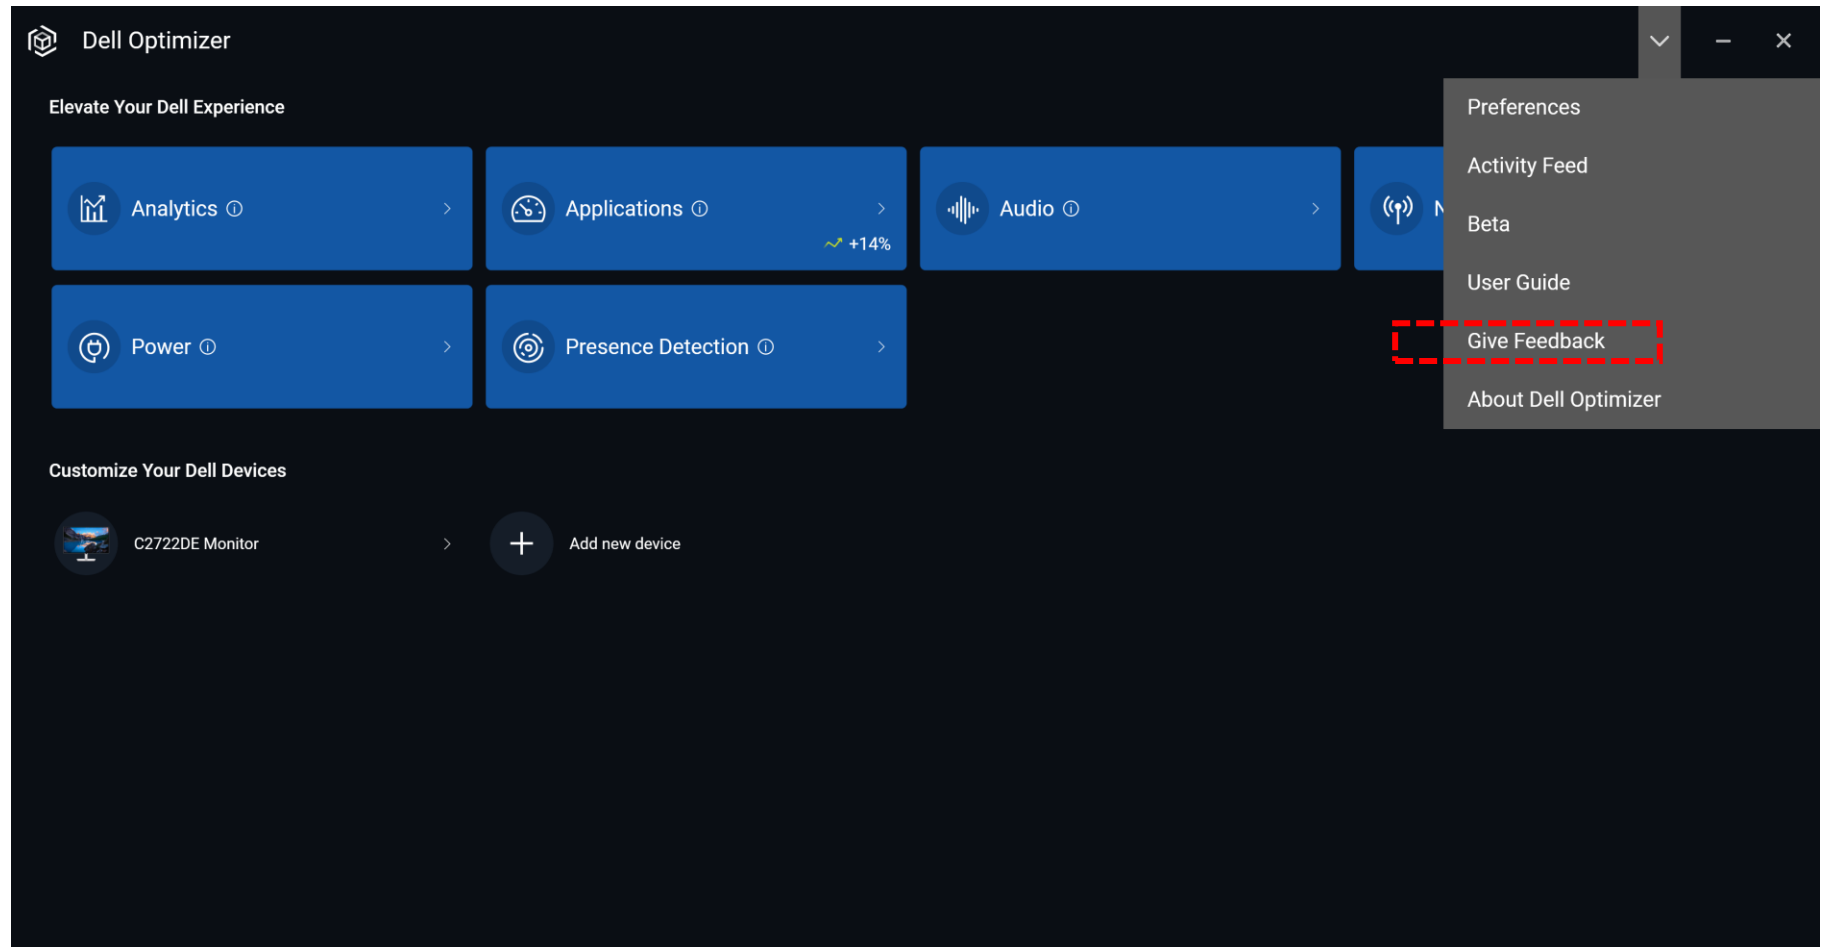 Dell Optimizer
Elevate Your Dell Experience
Preferences
Activity Feed
Beta
User Guide
Give Feedback
About Dell Optimizer
Analytics
Applications
+14%
Audio
Power
Presence Detection
Customize Your Dell Devices
C2722DE Monitor
Add new device